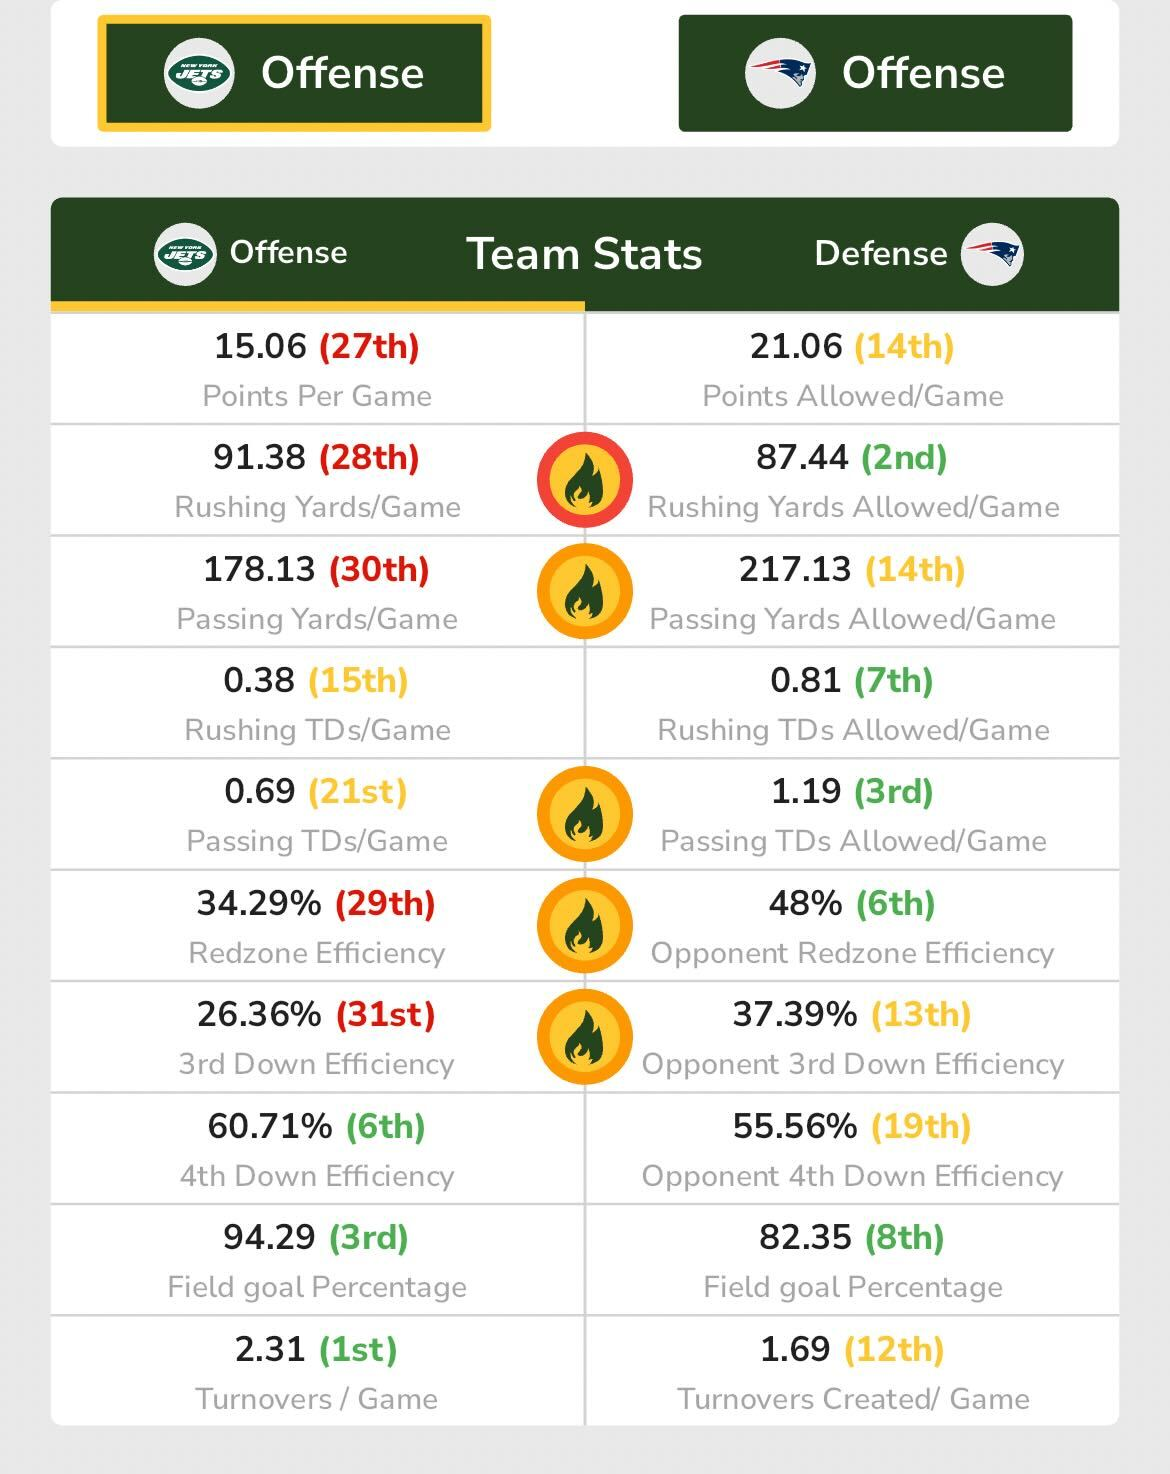 NEW YORK
JETS
Offense
Offense
NEW YORK
JETS
Offense
Team Stats
Defense
15.06 (27th)
Points Per Game
21.06 (14th)
Points Allowed/Game
91.38 (28th)
Rushing Yards/Game
87.44 (2nd)
Rushing Yards Allowed/Game
178.13 (30th)
Passing Yards/Game
217.13 (14th)
Passing Yards Allowed/Game
0.38 (15th)
Rushing TDs/Game
0.81 (7th)
Rushing TDs Allowed/Game
0.69 (21st)
Passing TDs/Game
1.19 (3rd)
Passing TDs Allowed/Game
34.29% (29th)
Redzone Efficiency
48% (6th)
Opponent Redzone Efficiency
26.36% (31st)
3rd Down Efficiency
37.39% (13th)
Opponent 3rd Down Efficiency
60.71% (6th)
4th Down Efficiency
55.56% (19th)
Opponent 4th Down Efficiency
94.29 (3rd)
Field goal Percentage
82.35 (8th)
Field goal Percentage
2.31 (1st)
Turnovers / Game
1.69 (12th)
Turnovers Created/ Game